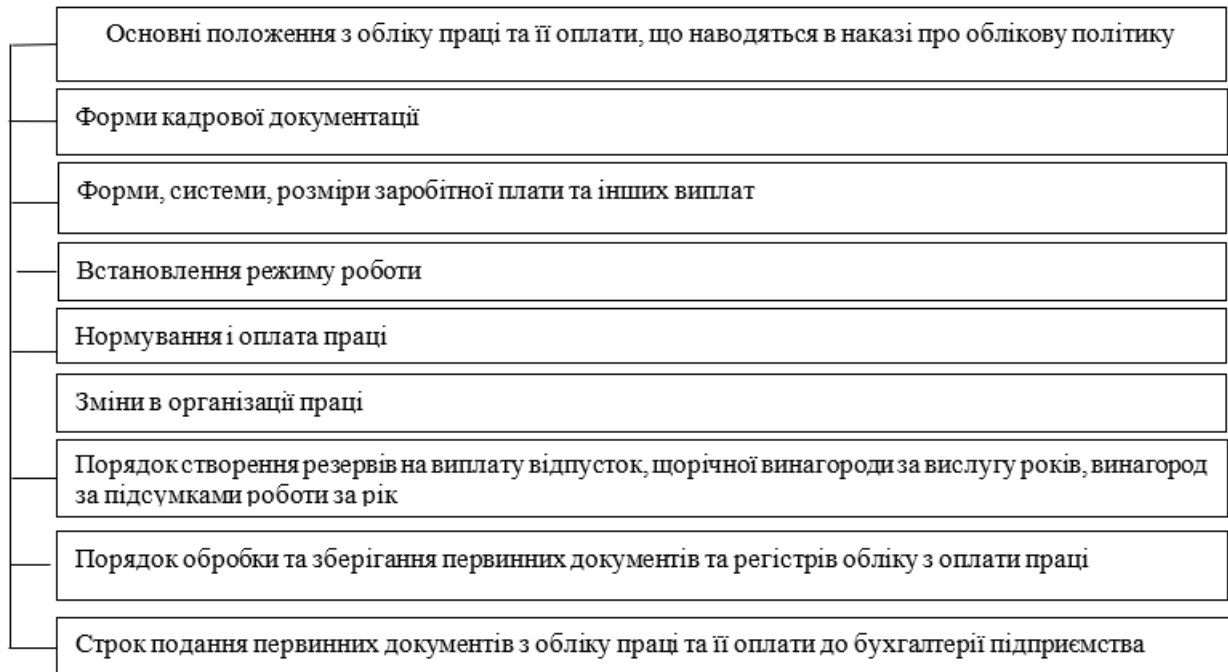 Основні положення з обліку праці та її оплати, що наводяться в наказі про облікову політику
Форми кадрової документації
Форми, системи, розміри заробітної плати та інших виплат
Встановлення режиму роботи
Нормування і оплата праці
Зміни в організації праці
Порядок створення резервів на виплату відпусток, щорічної винагороди за вислугу років, винагород
за підсумками роботи за рік
Порядок обробки та зберігання первинних документів та регістрів обліку з оплати праці
Строк подання первинних документів з обліку праці та її оплати до бухгалтерії підприємства